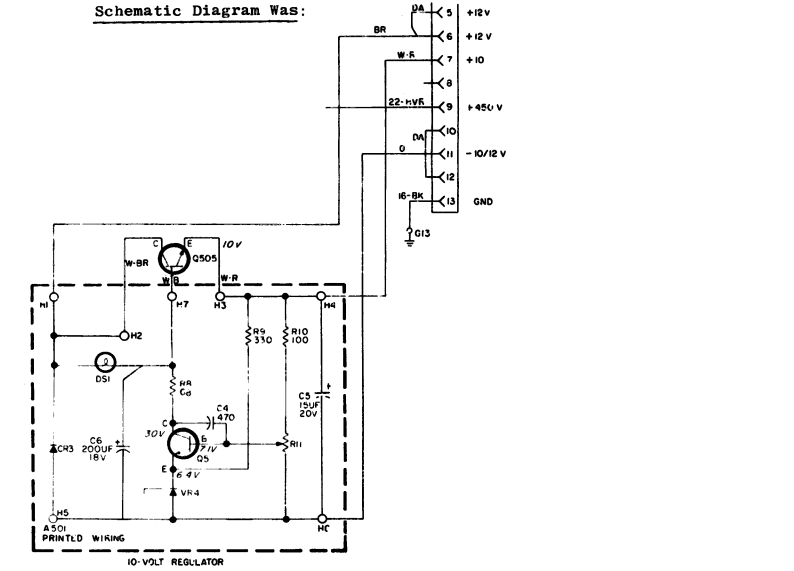 Schematic Diagram Was:
DA
5 +12V
BR
6 +12V
W-R
7 +10
8
22-HVR
9 +450 V
10
DA
O
11 -10/12 V
12
16-BK
13 GND
G13
C E 10V
Q505
W-BR
W-B
W-R
H1
H7
H3
H4
H2
R9
330
R10
100
DS1
R8
C4
470
C5
15UF
20V
+
C
30V
B
7.1V
R11
CR3
C6
200UF
18V
+
Q5
E
6.4V
VR4
H5
A501
PRINTED WIRING
10-VOLT REGULATOR